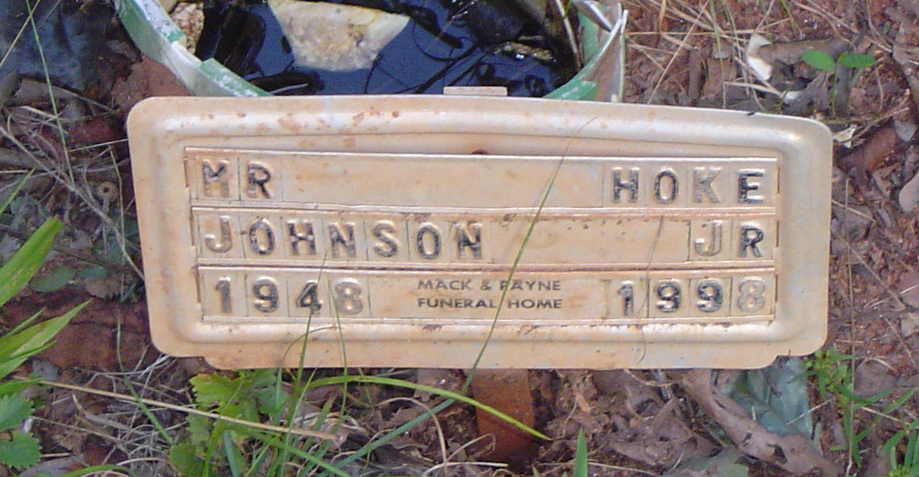 MR HOKE
JOHNSON JR
1948 MACK & PAYNE FUNERAL HOME 1998